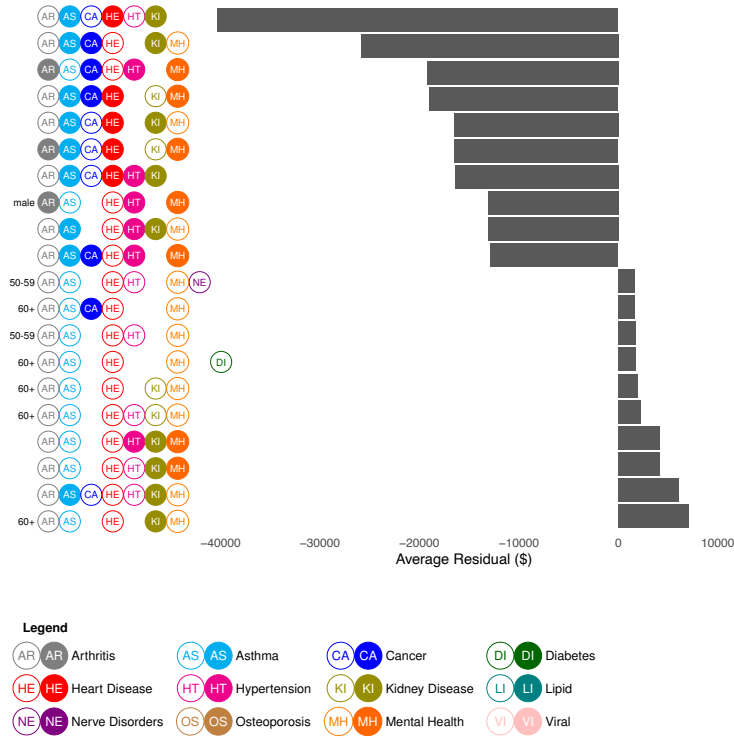 AR AS CA HE HT KI
AR AS CA HE KI MH
AR AS CA HE HT MH
AR AS CA HE KI MH
AR AS CA HE KI MH
AR AS CA HE KI MH
AR AS CA HE HT KI
male AR AS HE HT MH
AR AS HE HT KI MH
AR AS CA HE HT MH
50-59 AR AS HE HT MH NE
60+ AR AS CA HE MH
50-59 AR AS HE HT MH
60+ AR AS HE MH DI
60+ AR AS HE KI MH
60+ AR AS HE HT KI MH
AR AS HE HT KI MH
AR AS HE HT KI MH
AR AS CA HE HT KI MH
60+ AR AS HE KI MH
−40000 −30000 −20000 −10000 0 10000
Average Residual ($)
Legend
AR AR Arthritis AS AS Asthma CA CA Cancer DI DI Diabetes
HE HE Heart Disease HT HT Hypertension KI KI Kidney Disease LI LI Lipid
NE NE Nerve Disorders OS OS Osteoporosis MH MH Mental Health VI VI Viral